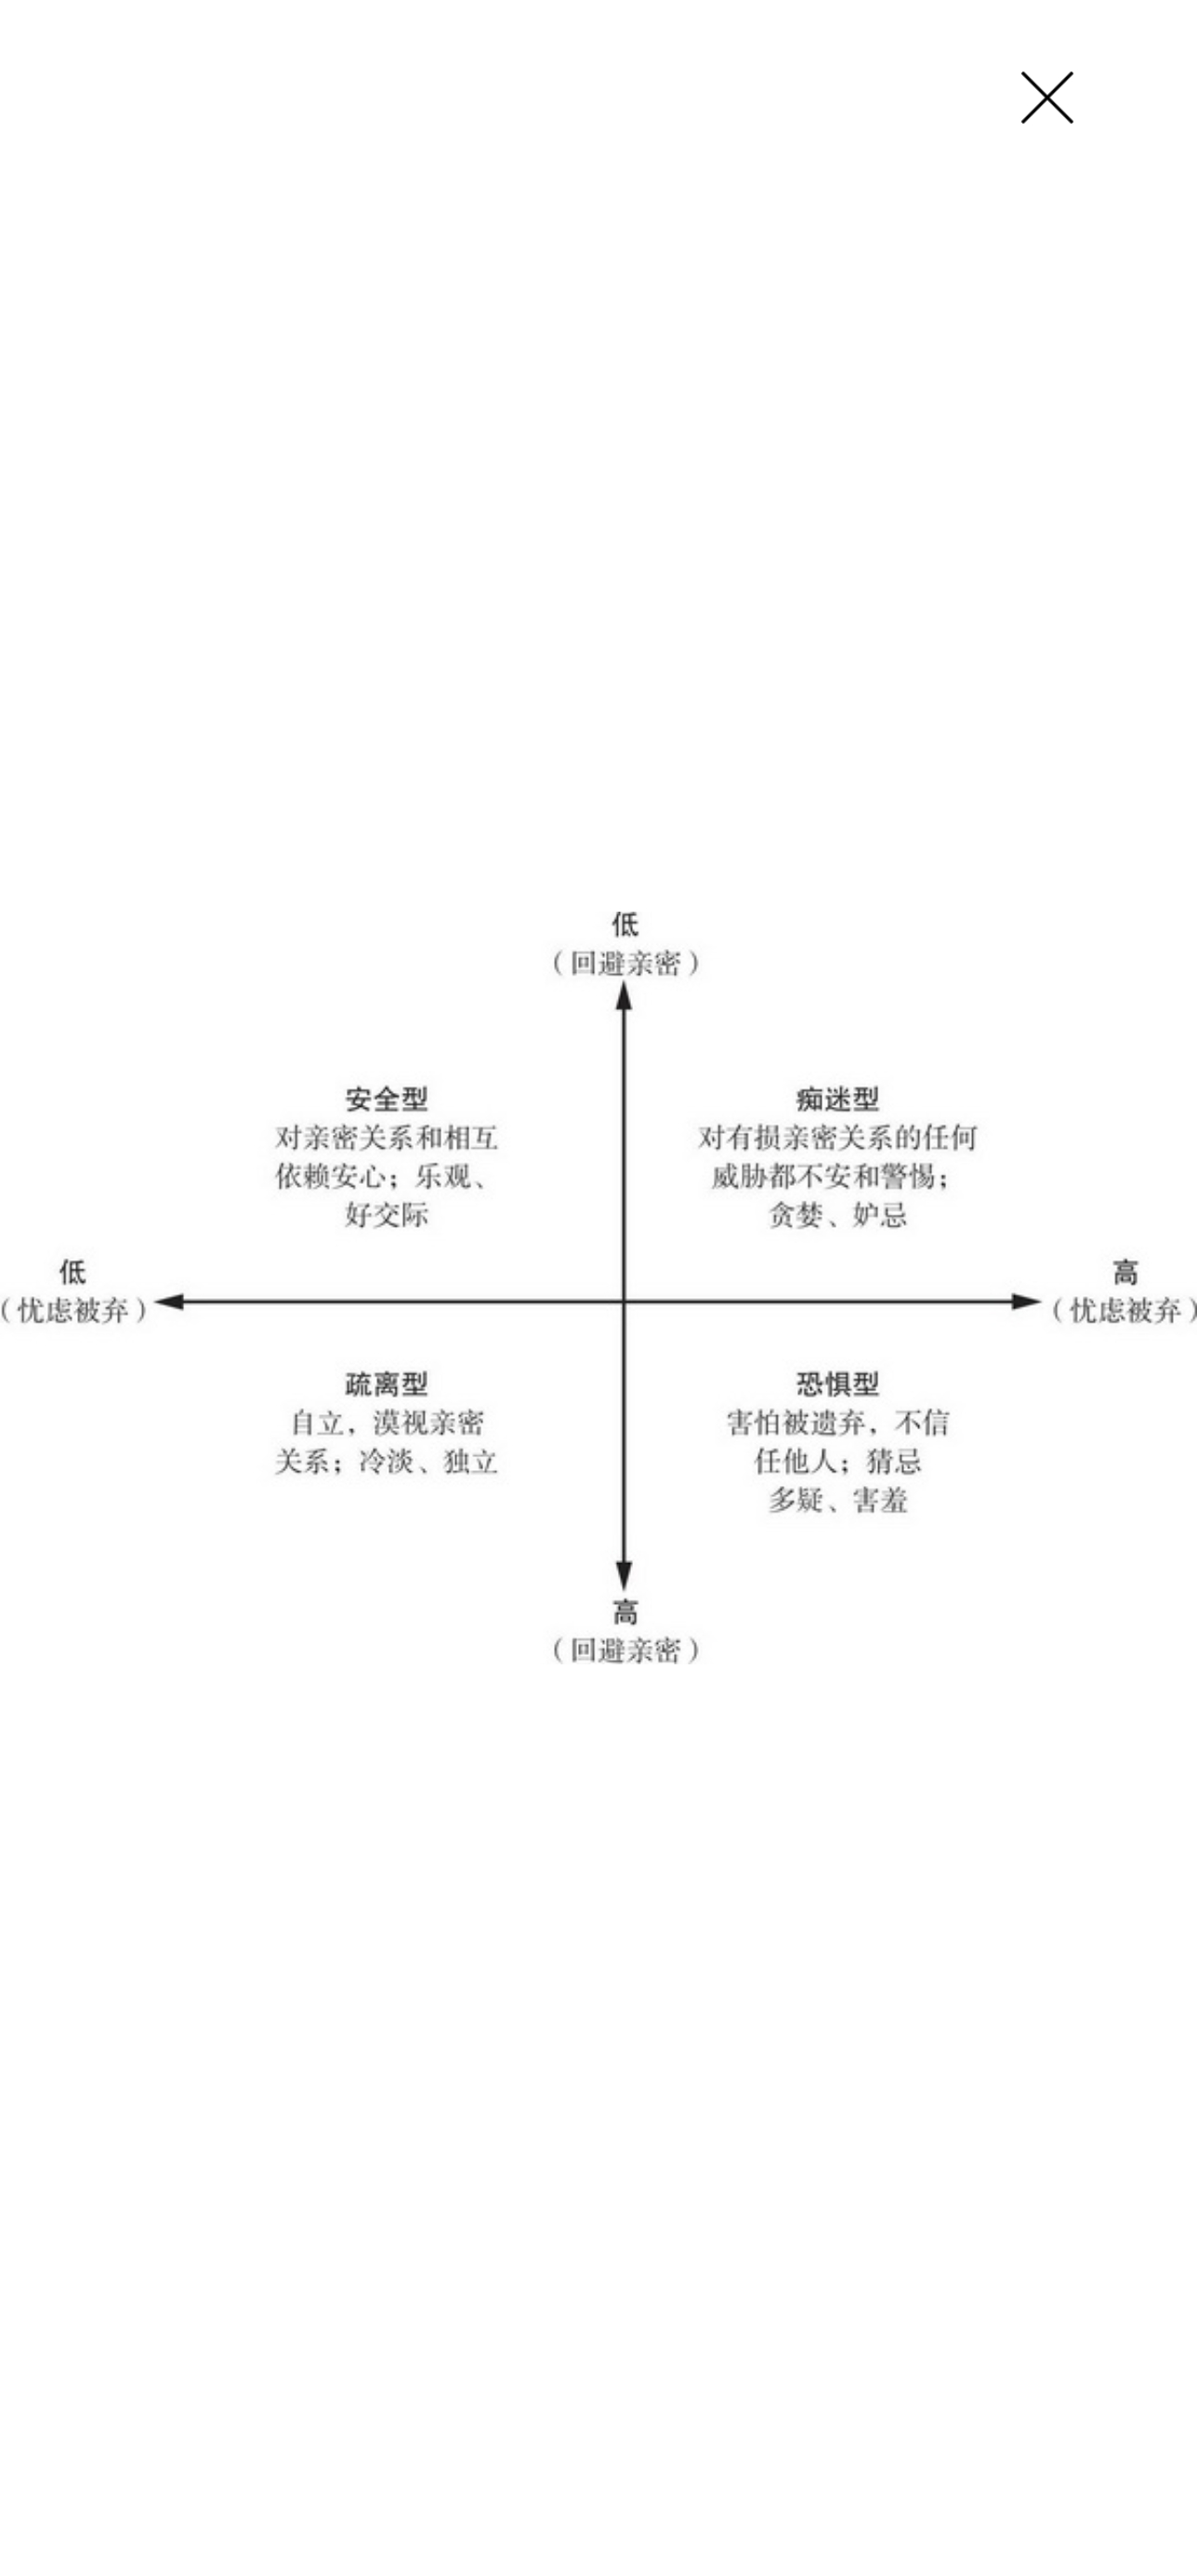 低
（回避亲密）
安全型
对亲密关系和相互
依赖安心；乐观、
好交际
痴迷型
对有损亲密关系的任何
威胁都不安和警惕；
贪婪、妒忌
低
（忧虑被弃）
高
（忧虑被弃）
疏离型
自立，漠视亲密
关系；冷淡、独立
恐惧型
害怕被遗弃，不信
任他人；猜忌
多疑、害羞
高
（回避亲密）